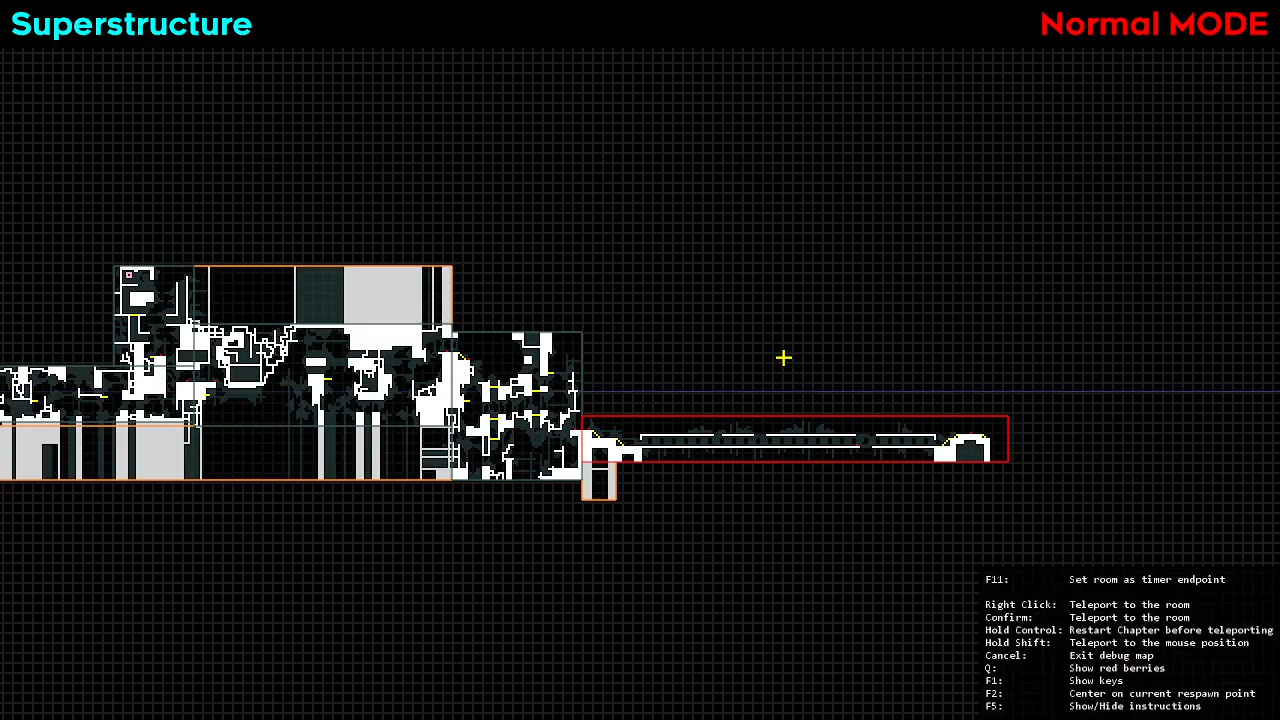 Superstructure
Normal MODE
F11: Set room as timer endpoint
Right Click: Teleport to the room
Confirm: Teleport to the room
Hold Control: Restart Chapter before teleporting
Hold Shift: Teleport to the mouse position
Cancel: Exit debug map
Q: Show red berries
F1: Show keys
F2: Center on current respawn point
F5: Show/Hide instructions